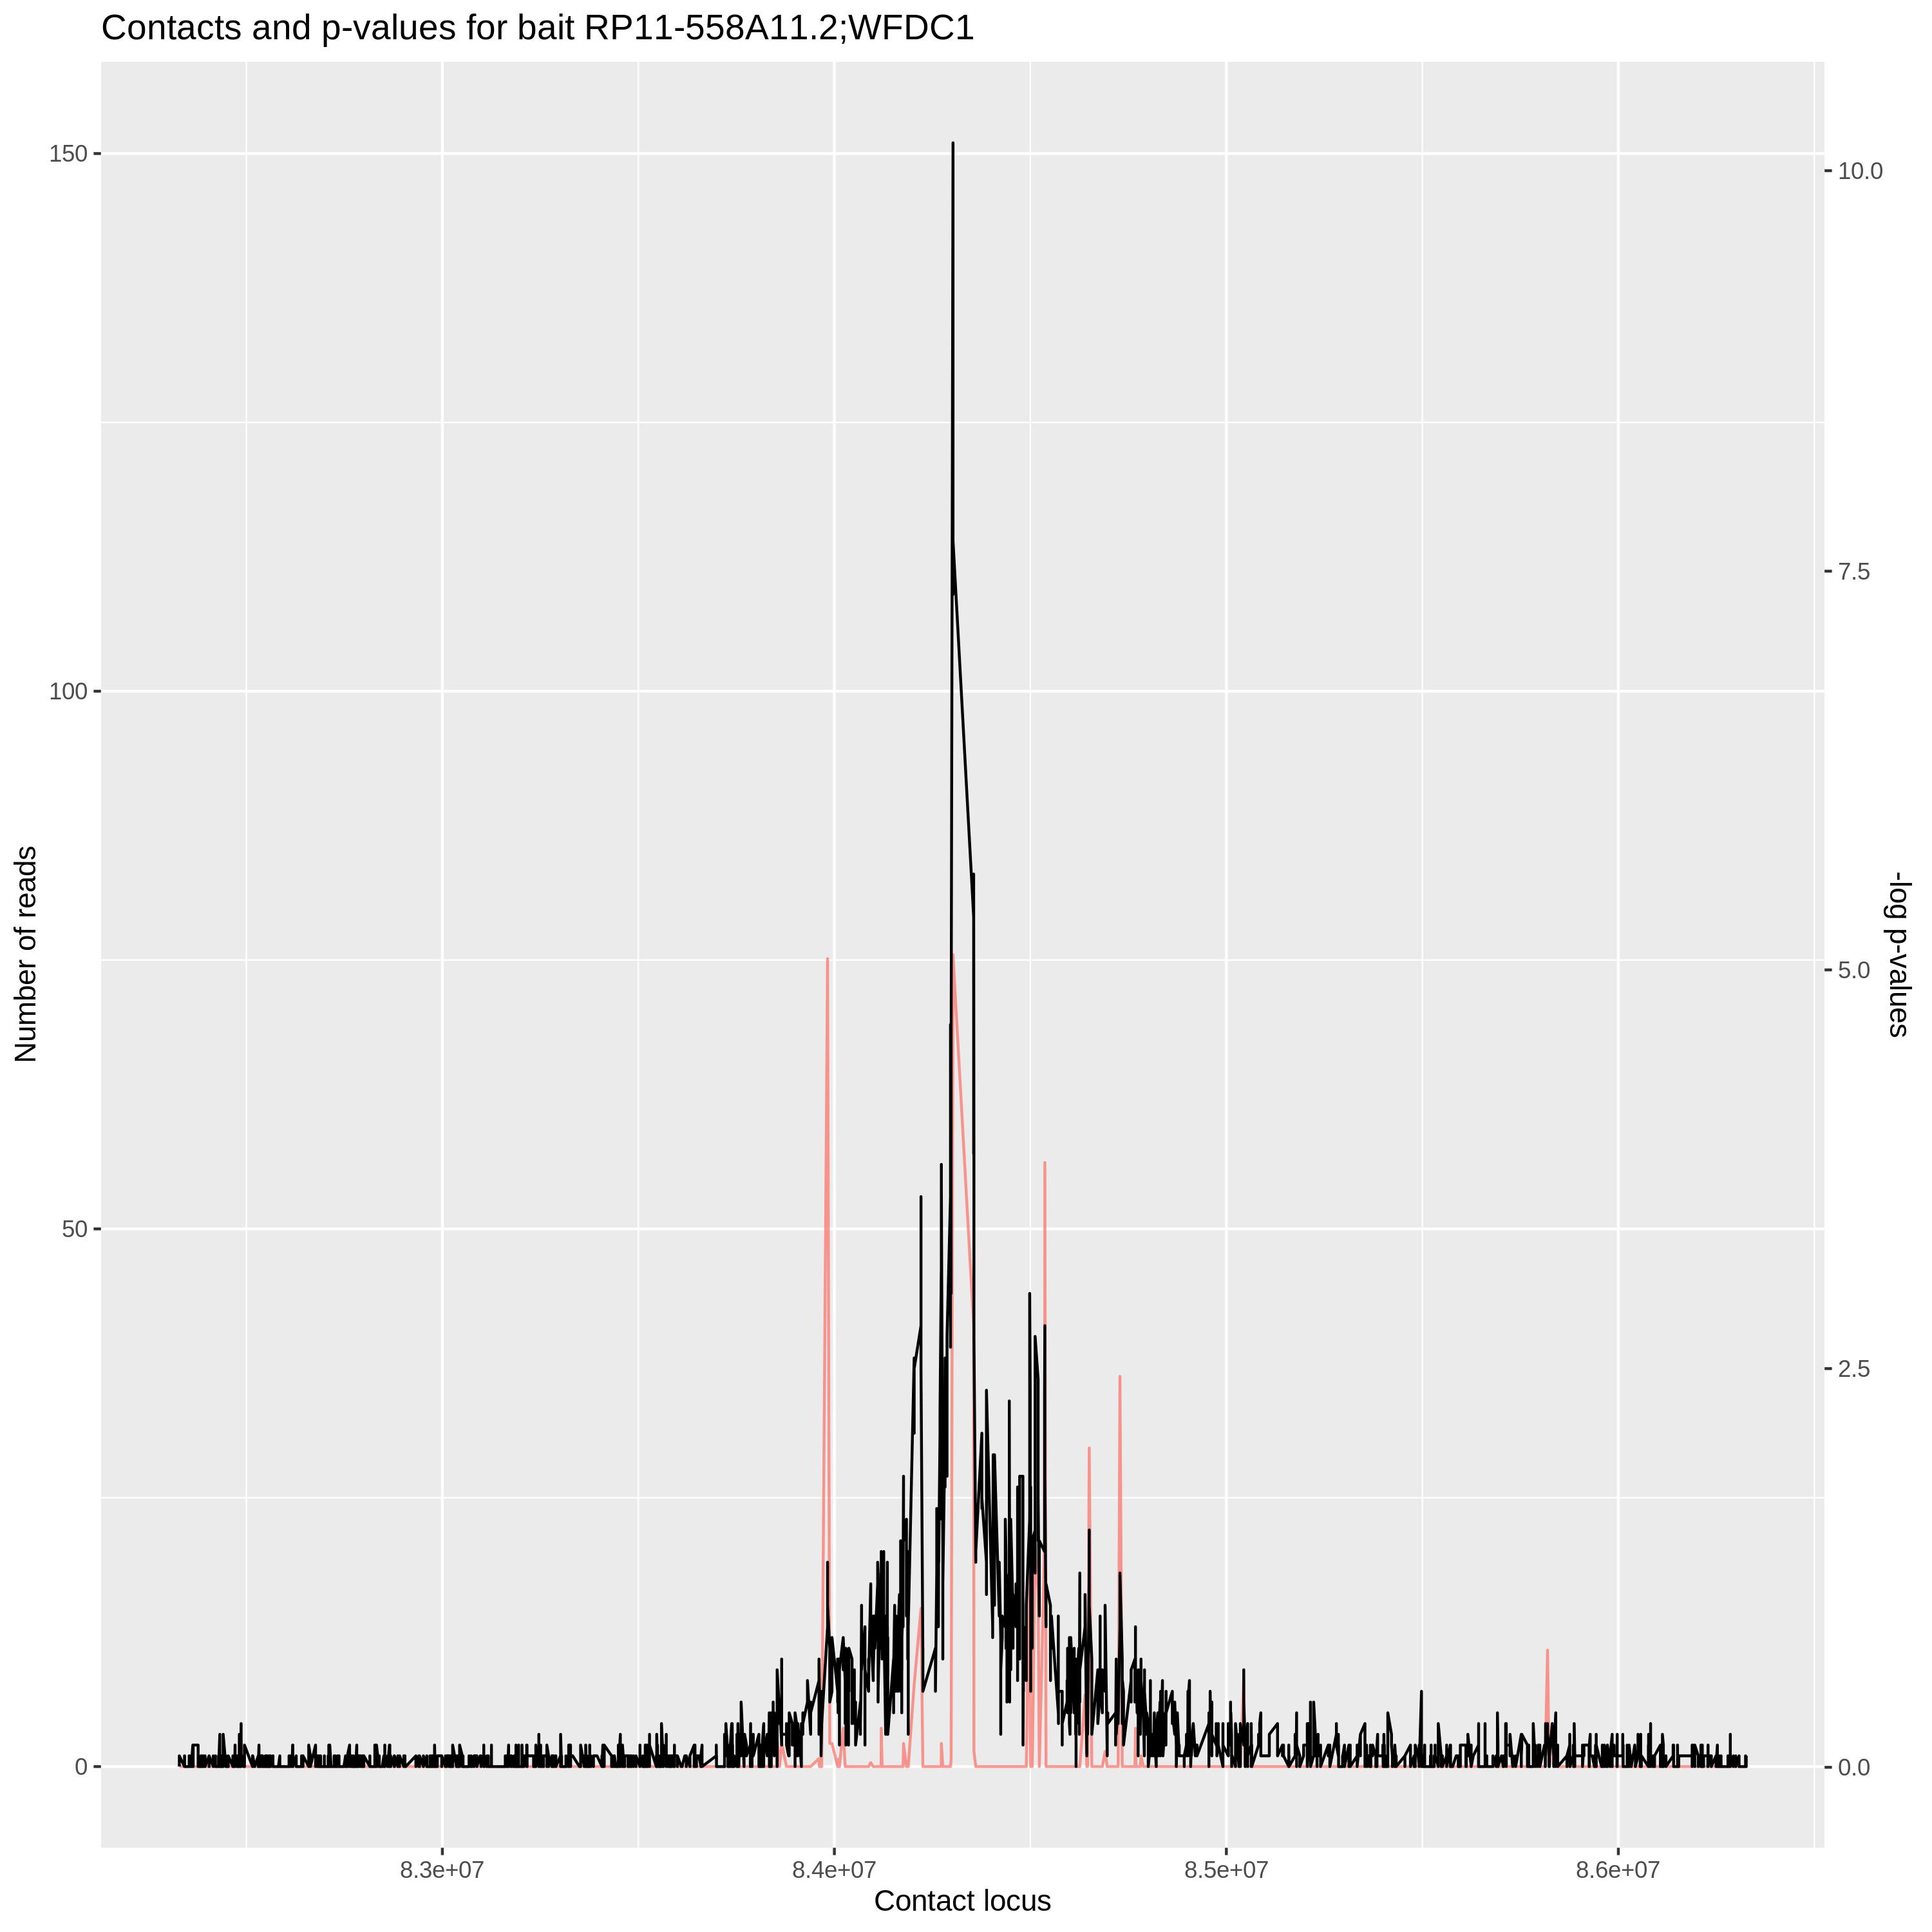 Contacts and p-values for bait RP11-558A11.2;WFDC1
150
100
50
0
Number of reads
10.0
7.5
5.0
2.5
0.0
-log p-values
8.3e+07
8.4e+07
8.5e+07
8.6e+07
Contact locus